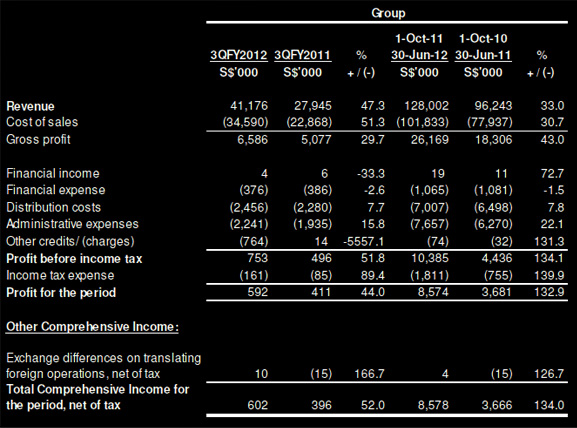 Group
1-Oct-11 1-Oct-10
3QFY2012 3QFY2011 % 30-Jun-12 30-Jun-11 %
S$'000 S$'000 + / (-) S$'000 S$'000 + / (-)
Revenue 41,176 27,945 47.3 128,002 96,243 33.0
Cost of sales (34,590) (22,868) 51.3 (101,833) (77,937) 30.7
Gross profit 6,586 5,077 29.7 26,169 18,306 43.0
Financial income 4 6 -33.3 19 11 72.7
Financial expense (376) (386) -2.6 (1,065) (1,081) -1.5
Distribution costs (2,456) (2,280) 7.7 (7,007) (6,498) 7.8
Administrative expenses (2,241) (1,935) 15.8 (7,657) (6,270) 22.1
Other credits/ (charges) (764) 14 -5557.1 (74) (32) 131.3
Profit before income tax 753 496 51.8 10,385 4,436 134.1
Income tax expense (161) (85) 89.4 (1,811) (755) 139.9
Profit for the period 592 411 44.0 8,574 3,681 132.9
Other Comprehensive Income:
Exchange differences on translating
foreign operations, net of tax 10 (15) 166.7 4 (15) 126.7
Total Comprehensive Income for
the period, net of tax 602 396 52.0 8,578 3,666 134.0